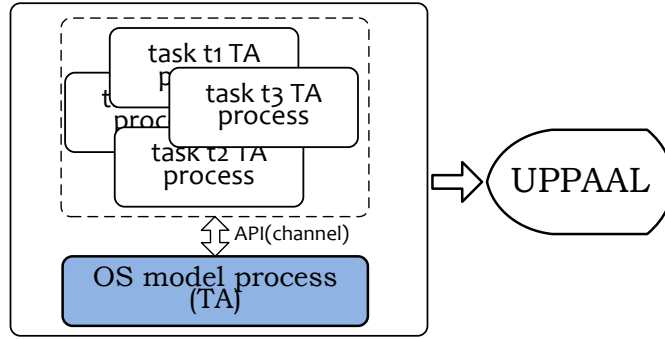 task t1 TA
task t3 TA
process
task t2 TA
process
API(channel)
OS model process
(TA)
UPPAAL